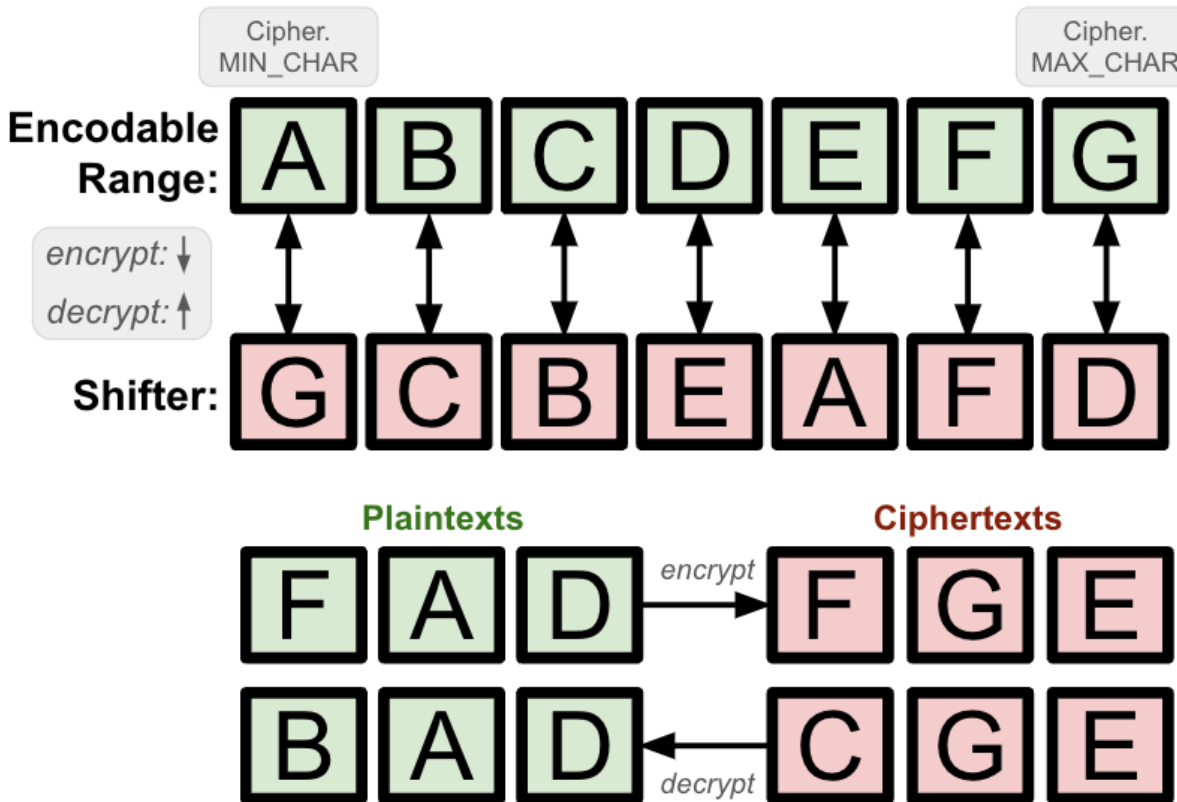 Cipher.
MIN_CHAR
Cipher.
MAX_CHAR
Encodable
Range:
A B C D E F G
encrypt:
decrypt:
Shifter:
G C B E A F D
Plaintexts
Ciphertexts
F A D
encrypt
F G E
B A D
decrypt
C G E